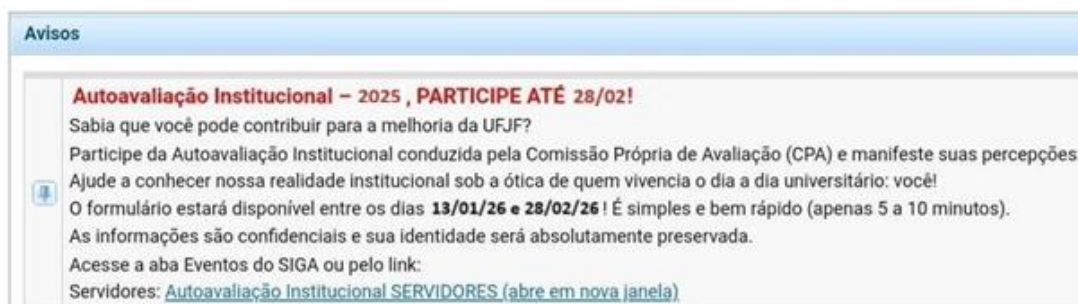 Avisos
Autoavaliação Institucional – 2025 , PARTICIPE ATÉ 28/02!
Sabia que você pode contribuir para a melhoria da UFJF?
Participe da Autoavaliação Institucional conduzida pela Comissão Própria de Avaliação (CPA) e manifeste suas percepções
Ajude a conhecer nossa realidade institucional sob a ótica de quem vivencia o dia a dia universitário: você!
O formulário estará disponível entre os dias 13/01/26 e 28/02/26! É simples e bem rápido (apenas 5 a 10 minutos).
As informações são confidenciais e sua identidade será absolutamente preservada.
Acesse a aba Eventos do SIGA ou pelo link:
Servidores: Autoavaliação Institucional SERVIDORES (abre em nova janela)